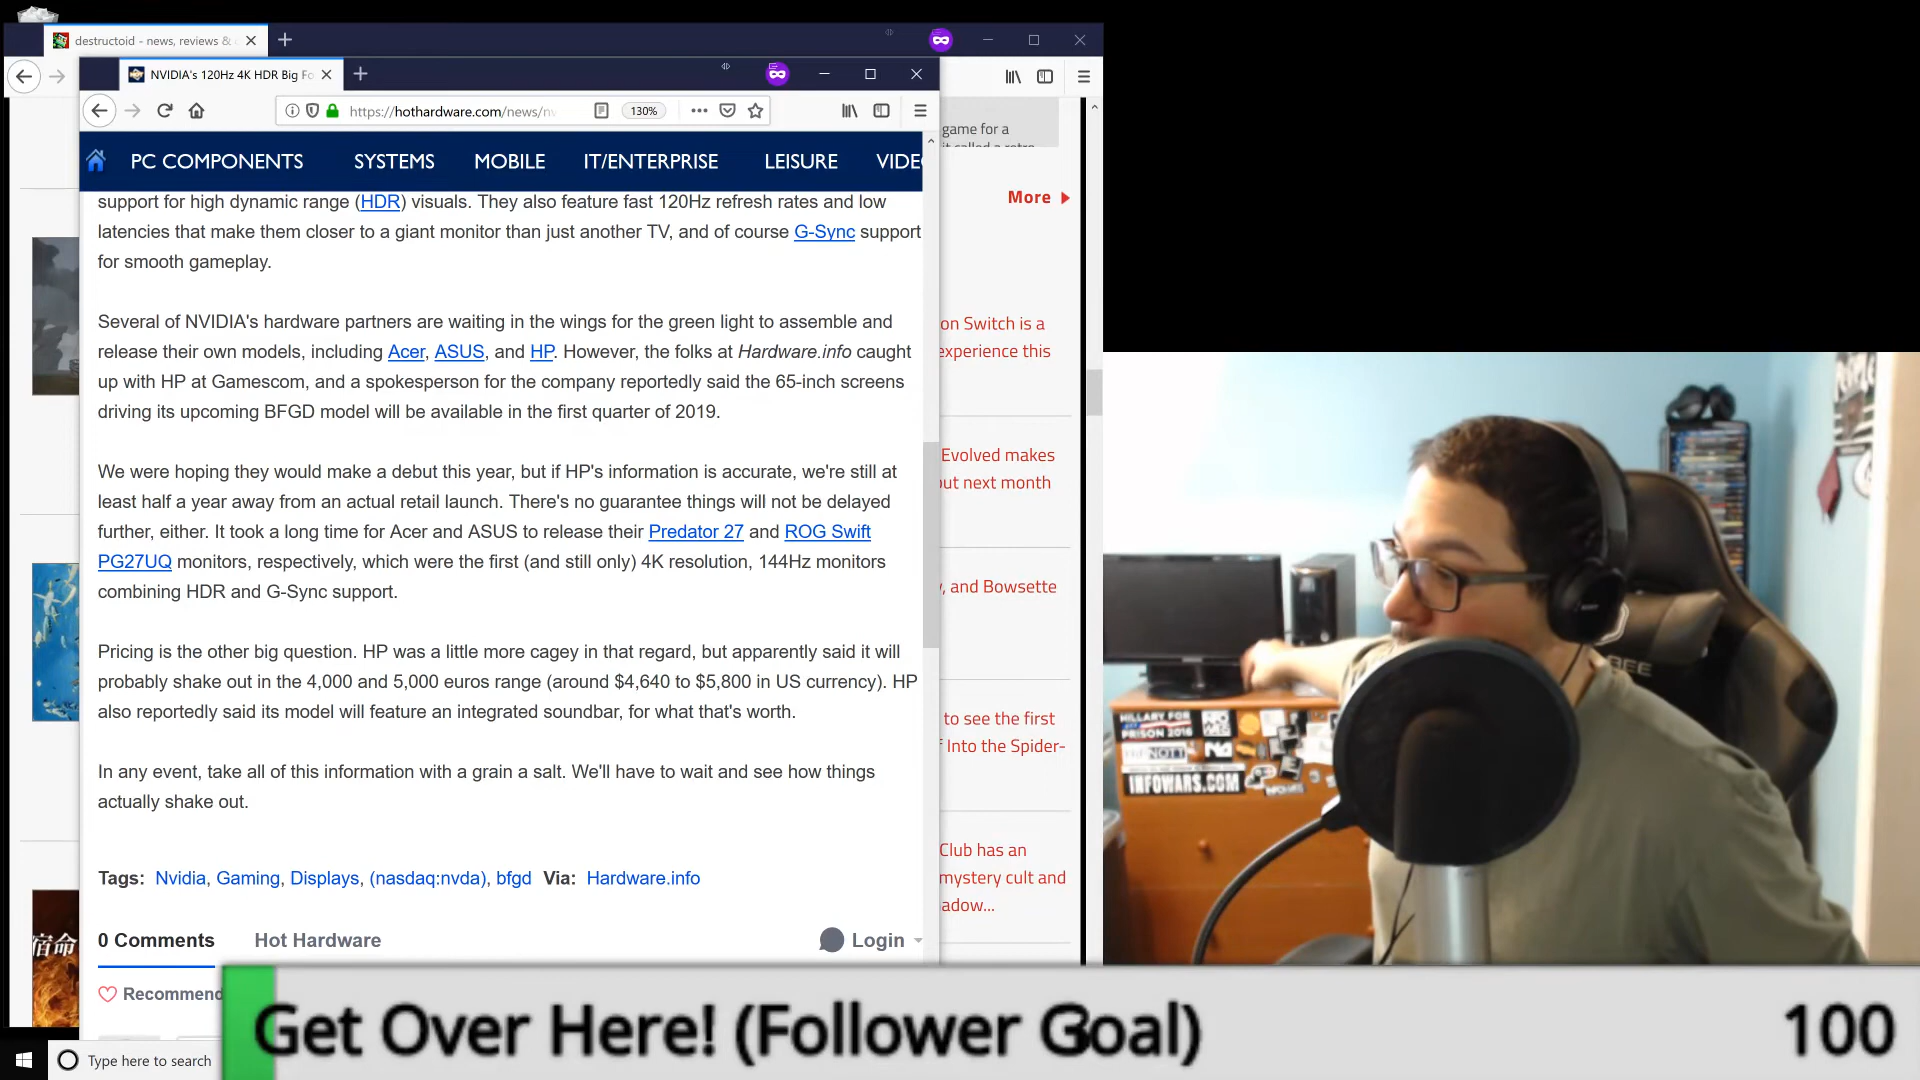 destructoid - news, reviews &
NVIDIA's 120Hz 4K HDR Big Fo
https://hothardware.com/news/nv
130%
PC COMPONENTS
SYSTEMS
MOBILE
IT/ENTERPRISE
LEISURE
VIDEO
support for high dynamic range (HDR) visuals. They also feature fast 120Hz refresh rates and low
latencies that make them closer to a giant monitor than just another TV, and of course G-Sync support
for smooth gameplay.
Several of NVIDIA's hardware partners are waiting in the wings for the green light to assemble and
release their own models, including Acer, ASUS, and HP. However, the folks at Hardware.info caught
up with HP at Gamescom, and a spokesperson for the company reportedly said the 65-inch screens
driving its upcoming BFGD model will be available in the first quarter of 2019.
We were hoping they would make a debut this year, but if HP's information is accurate, we're still at
least half a year away from an actual retail launch. There's no guarantee things will not be delayed
further, either. It took a long time for Acer and ASUS to release their Predator 27 and ROG Swift
PG27UQ monitors, respectively, which were the first (and still only) 4K resolution, 144Hz monitors
combining HDR and G-Sync support.
Pricing is the other big question. HP was a little more cagey in that regard, but apparently said it will
probably shake out in the 4,000 and 5,000 euros range (around $4,640 to $5,800 in US currency). HP
also reportedly said its model will feature an integrated soundbar, for what that's worth.
In any event, take all of this information with a grain a salt. We'll have to wait and see how things
actually shake out.
Tags: Nvidia, Gaming, Displays, (nasdaq:nvda), bfgd Via: Hardware.info
0 Comments
Hot Hardware
Login
Recommend
game for a
More
on Switch is a
experience this
Evolved makes
out next month
, and Bowsette
to see the first
f Into the Spider-
Club has an
mystery cult and
adow...
宿命
HILLARY FOR
PRISON 2016
INFOWARS.COM
Get Over Here! (Follower Goal)
3
100
Type here to search